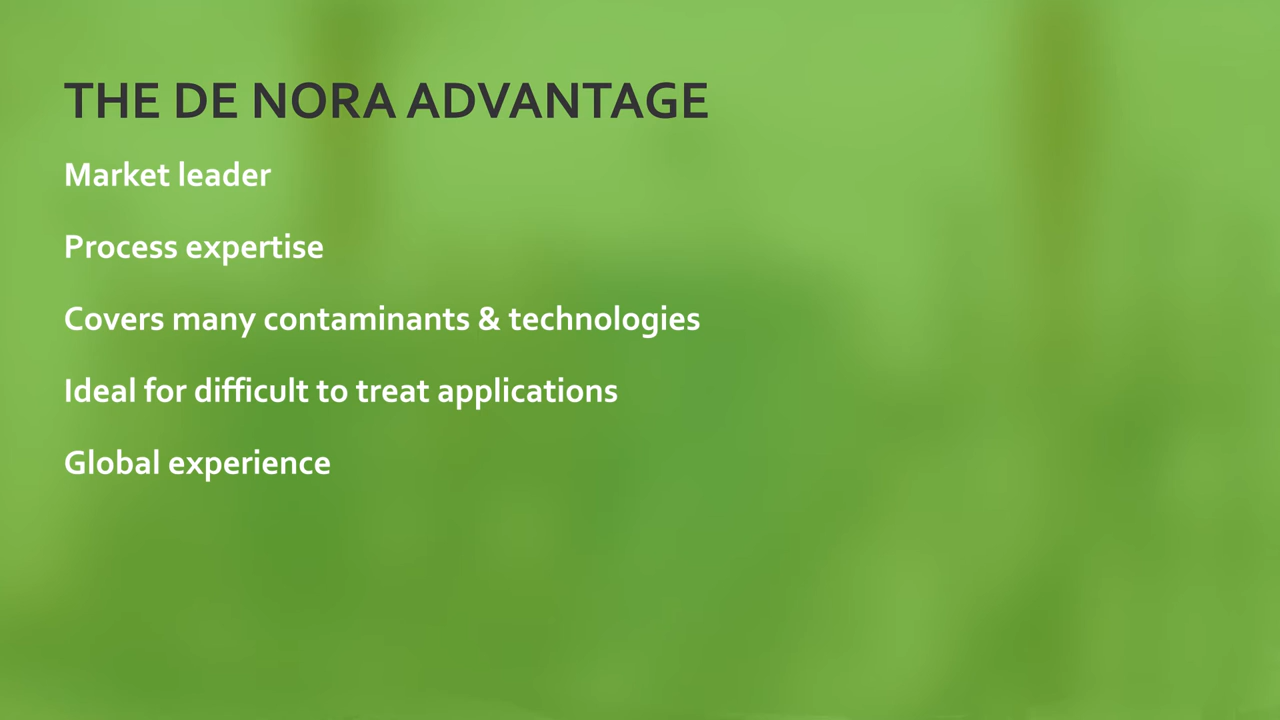 THE DE NORA ADVANTAGE
Market leader
Process expertise
Covers many contaminants & technologies
Ideal for difficult to treat applications
Global experience